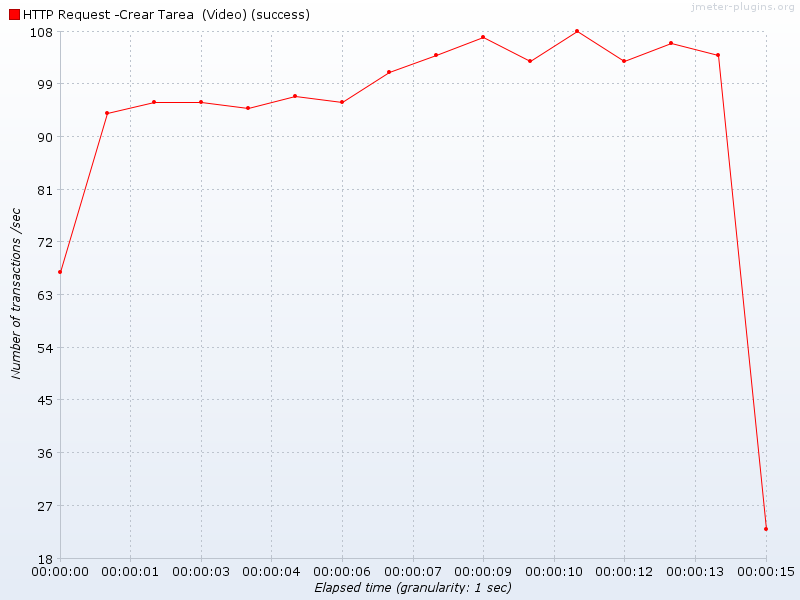 jmeter-plugins.org
HTTP Request -Crear Tarea  (Video) (success)
108
99
90
81
72
63
54
45
36
27
18
Number of transactions /sec
00:00:00 00:00:01 00:00:03 00:00:04 00:00:06 00:00:07 00:00:09 00:00:10 00:00:12 00:00:13 00:00:15
Elapsed time (granularity: 1 sec)